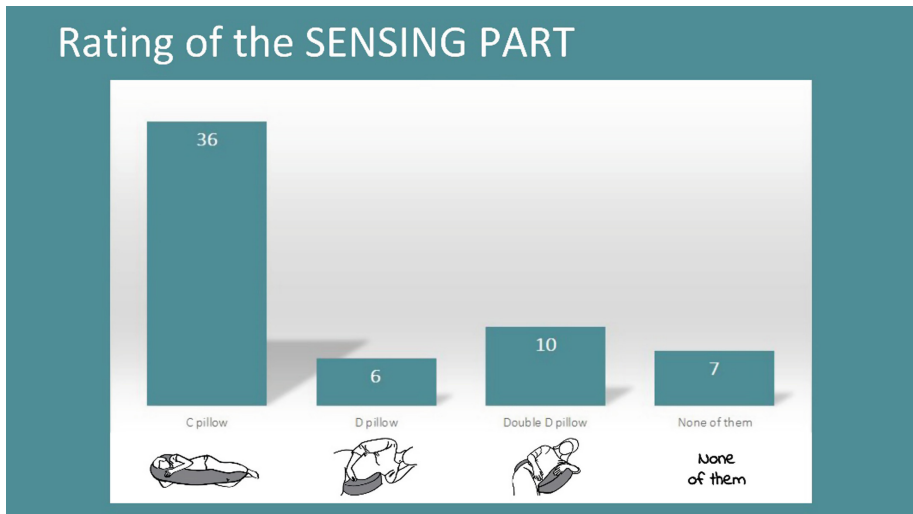 Rating of the SENSING PART
36
6
10
7
C pillow
D pillow
Double D pillow
None of them
None
of them